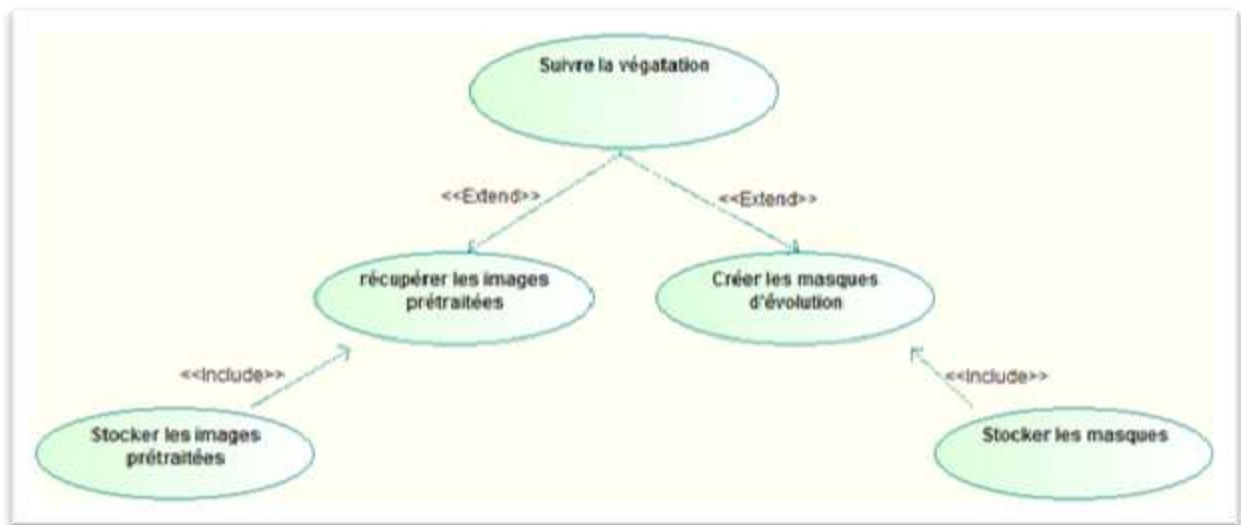 Suivre la végatation
<<Extend>>
<<Extend>>
récupérer les images
prétraitées
Créer les masques
d'évolution
<<Include>>
<<Include>>
Stocker les images
prétraitées
Stocker les masques